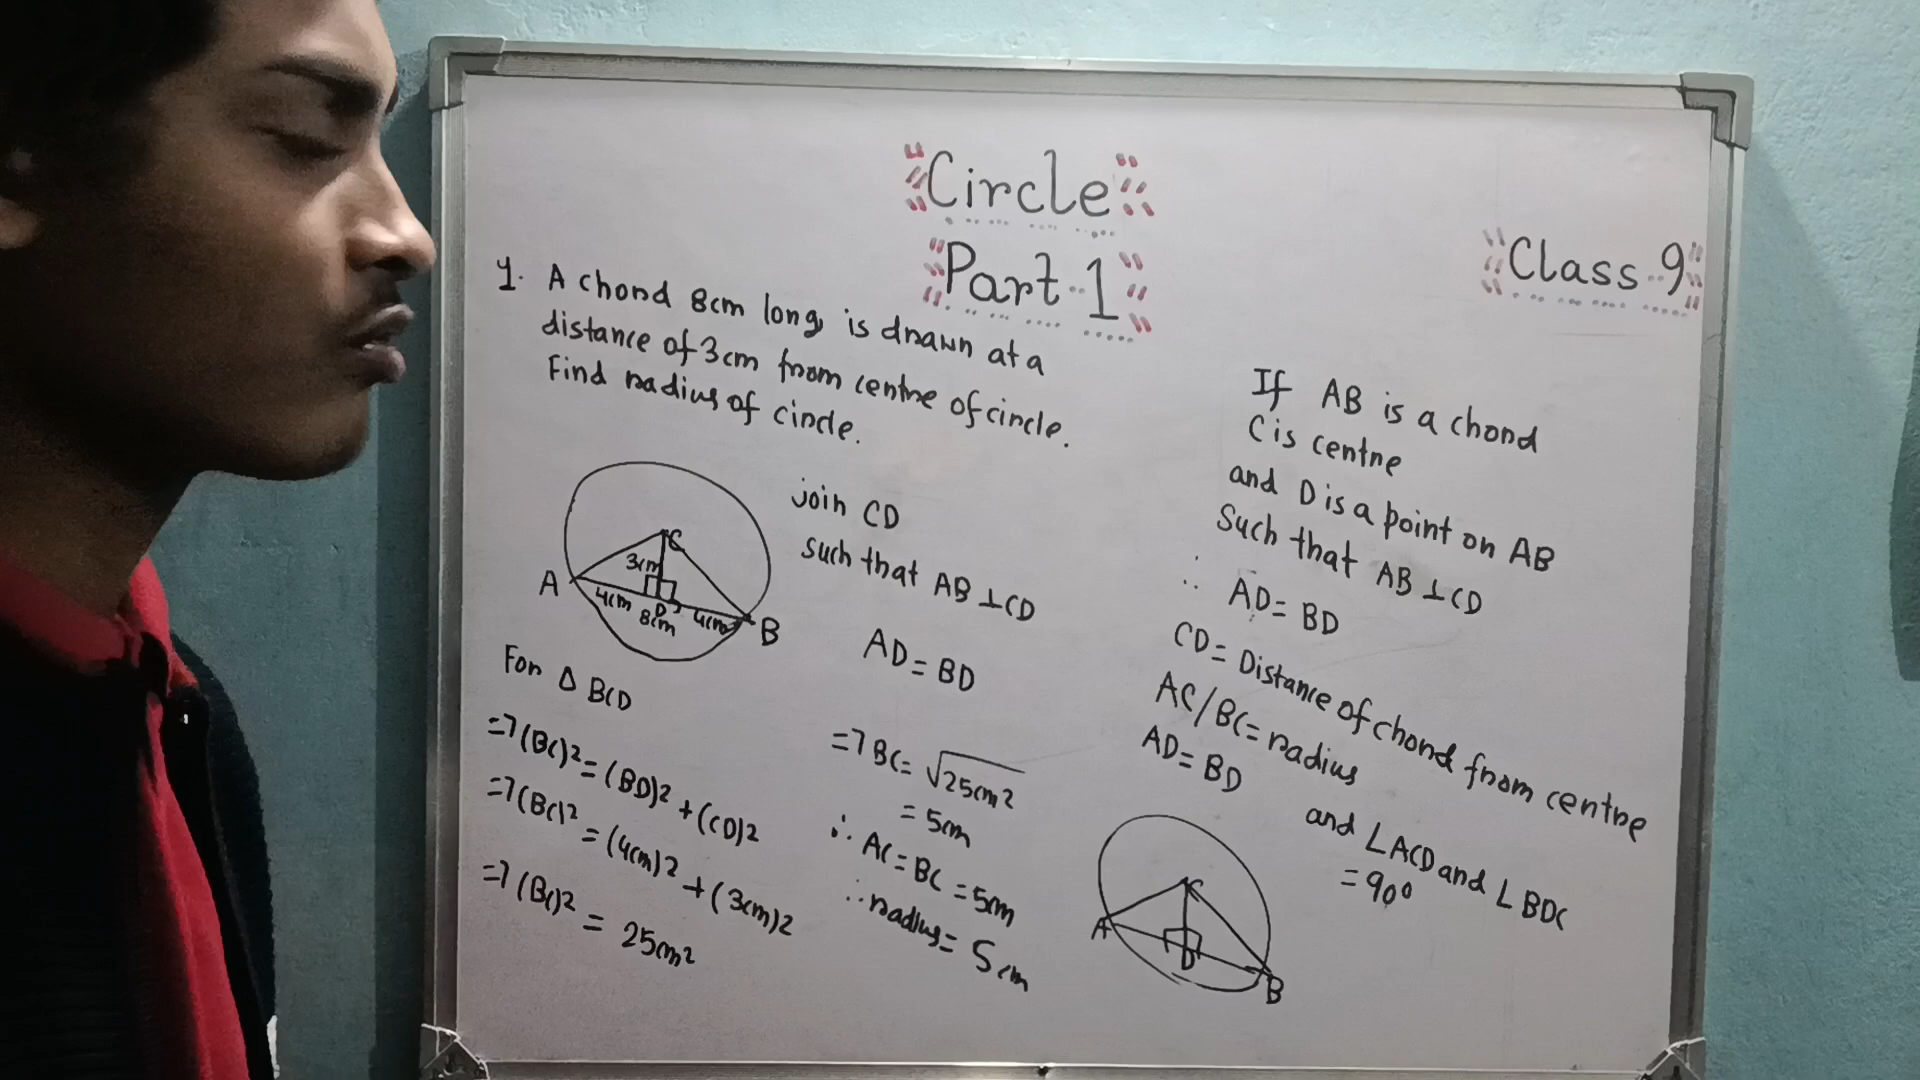 Circle
Part-1
Class-9
1. A chord 8cm long, is drawn at a
distance of 3cm from centre of circle.
Find radius of circle.
C
3cm
A
4cm D 4cm
8cm
B
join CD
such that AB ⊥ CD
AD = BD
For Δ BCD
=> (BC)² = (BD)² + (CD)²
=> (BC)² = (4cm)² + (3cm)²
=> (BC)² = 25cm²
=> BC = √25cm²
= 5cm
∴ AC = BC = 5cm
∴ radius = 5cm
If AB is a chord
C is centre
and D is a point on AB
Such that AB ⊥ CD
∴ AD = BD
CD = Distance of chord from centre
AC/BC = radius
AD = BD
and ∠ACD and ∠BDC
= 90°
C
A
D
B